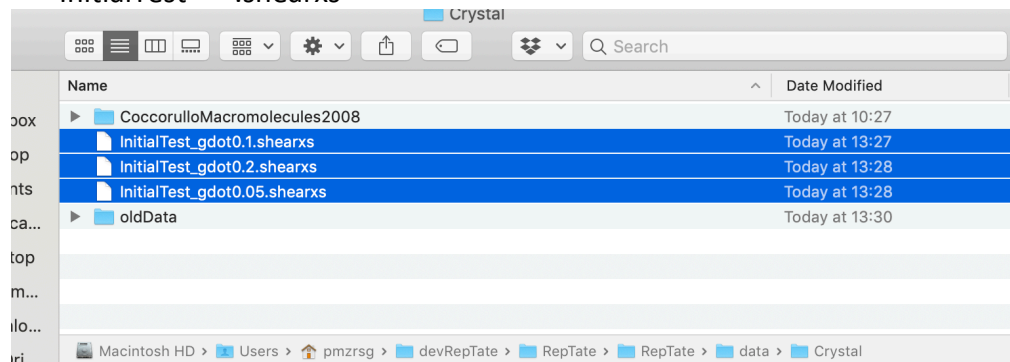 Crystal
Search
Name Date Modified
CoccorulloMacromolecules2008 Today at 10:27
InitialTest_gdot0.1.shearxs Today at 13:27
InitialTest_gdot0.2.shearxs Today at 13:28
InitialTest_gdot0.05.shearxs Today at 13:28
oldData Today at 13:30
Macintosh HD > Users > pmzrsg > devRepTate > RepTate > RepTate > data > Crystal